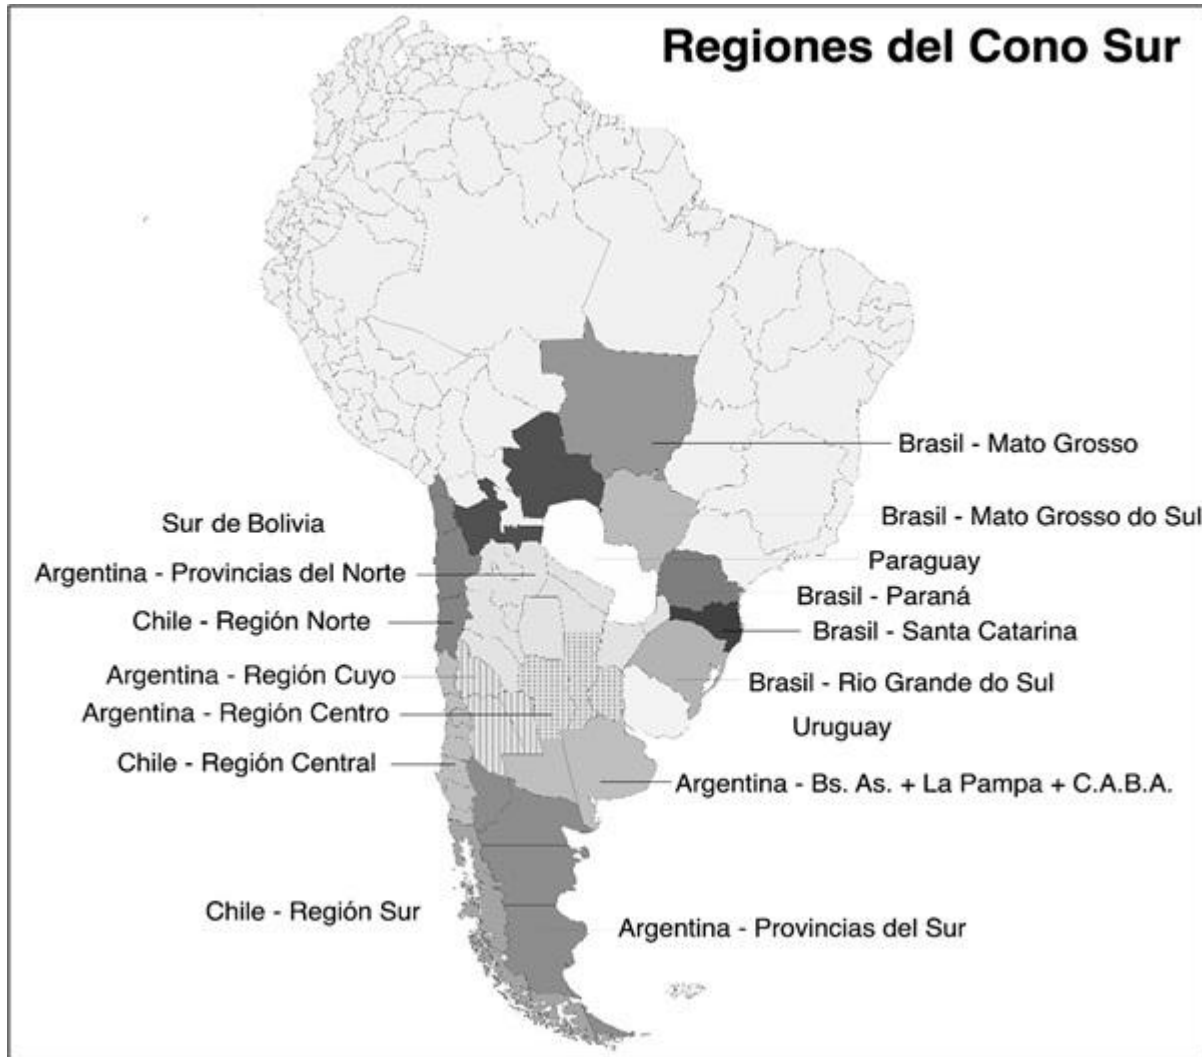 Regiones del Cono Sur
Brasil - Mato Grosso
Brasil - Mato Grosso do Sul
Sur de Bolivia
Paraguay
Argentina - Provincias del Norte
Brasil - Paraná
Chile - Región Norte
Brasil - Santa Catarina
Argentina - Región Cuyo
Brasil - Rio Grande do Sul
Argentina - Región Centro
Uruguay
Chile - Región Central
Argentina - Bs. As. + La Pampa + C.A.B.A.
Chile - Región Sur
Argentina - Provincias del Sur